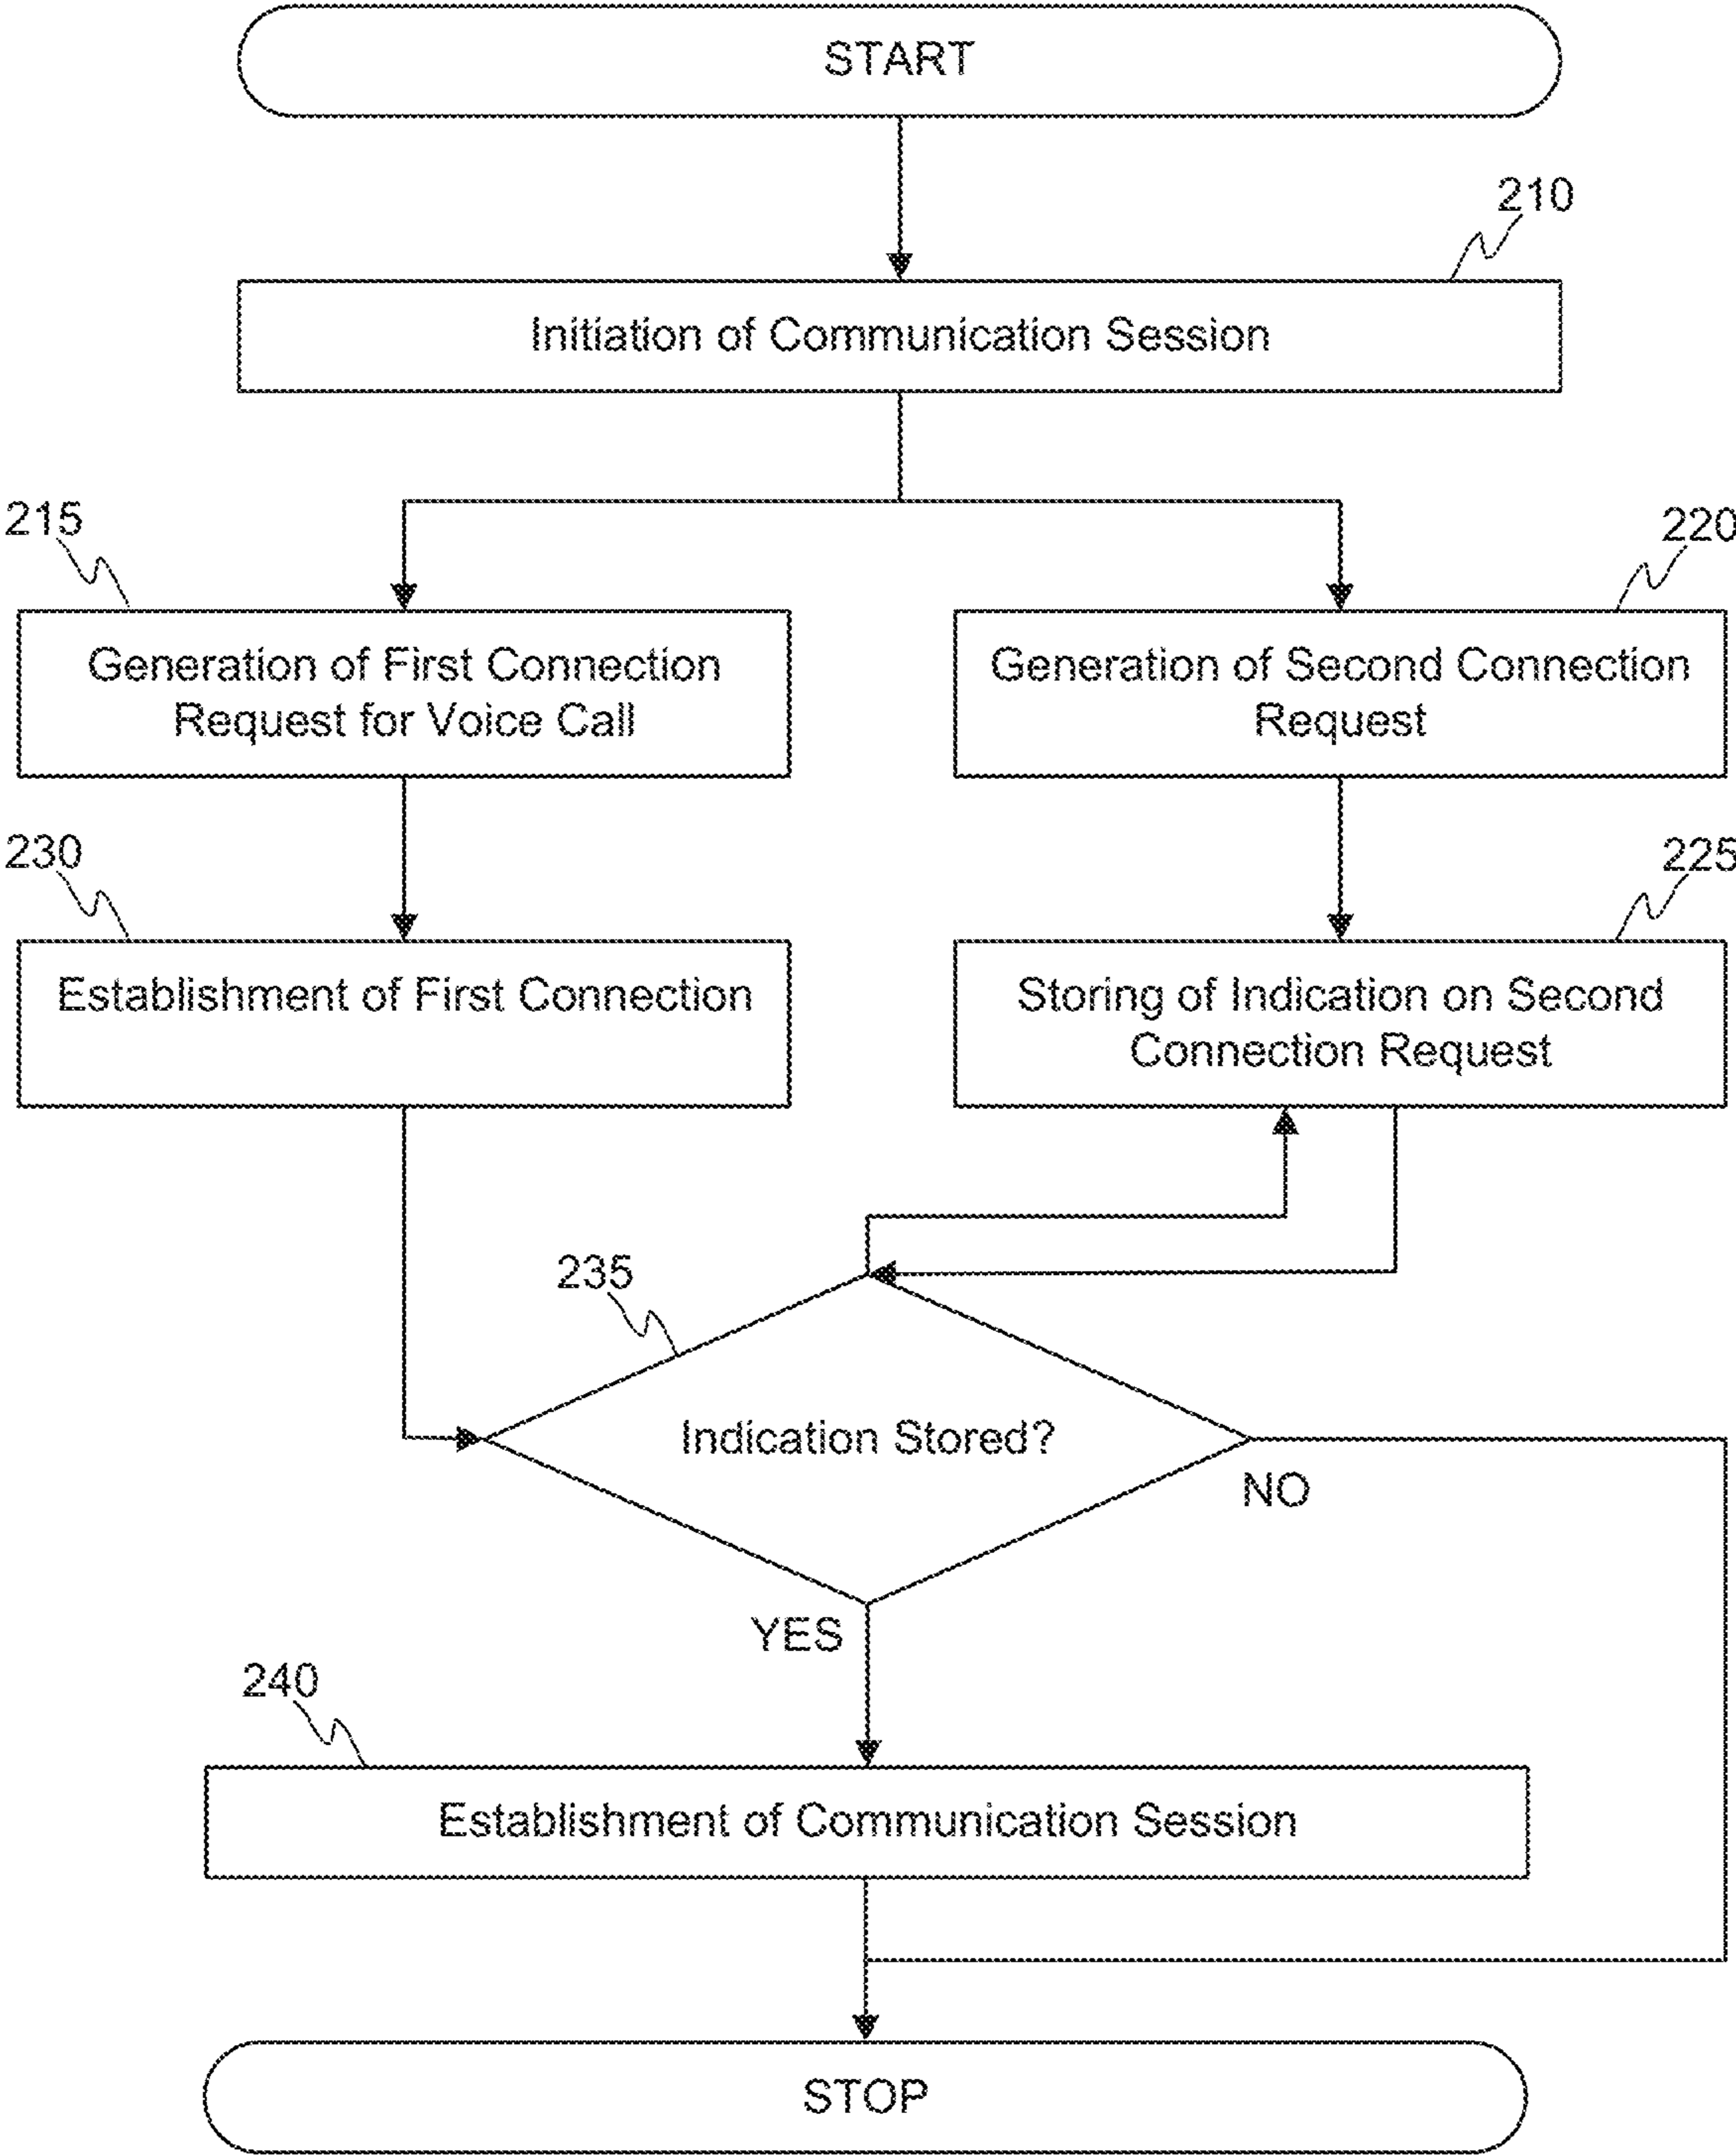 START
210
Initiation of Communication Session
215
220
Generation of First Connection
Request for Voice Call
Generation of Second Connection
Request
230
225
Establishment of First Connection
Storing of Indication on Second
Connection Request
235
Indication Stored?
NO
YES
240
Establishment of Communication Session
STOP